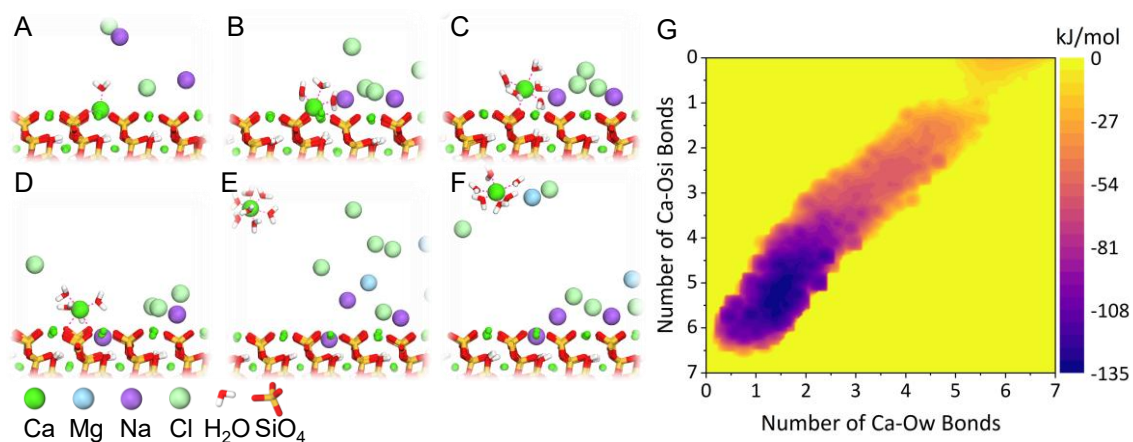 A
B
C
D
E
F
Ca
Mg
Na
Cl
H₂O
SiO₄
G
kJ/mol
Number of Ca-Osi Bonds
0
1
2
3
4
5
6
7
0
1
2
3
4
5
6
7
Number of Ca-Ow Bonds
0
-27
-54
-81
-108
-135